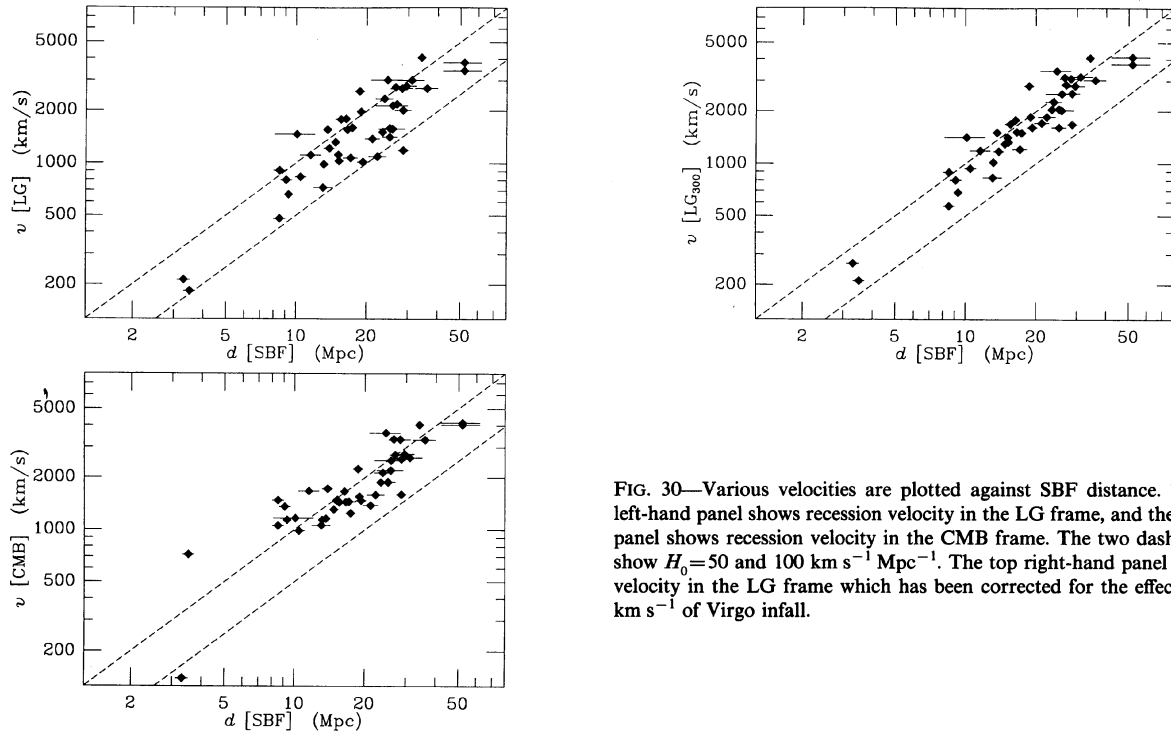 5000
2000
1000
500
200
v [LG] (km/s)
2 5 10 20 50
d [SBF] (Mpc)
5000
2000
1000
500
200
v [LG₃₀₀] (km/s)
2 5 10 20 50
d [SBF] (Mpc)
5000
2000
1000
500
200
v [CMB] (km/s)
2 5 10 20 50
d [SBF] (Mpc)
FIG. 30—Various velocities are plotted against SBF distance.
left-hand panel shows recession velocity in the LG frame, and the
panel shows recession velocity in the CMB frame. The two dash
show H₀=50 and 100 km s⁻¹ Mpc⁻¹. The top right-hand panel
velocity in the LG frame which has been corrected for the effec
km s⁻¹ of Virgo infall.